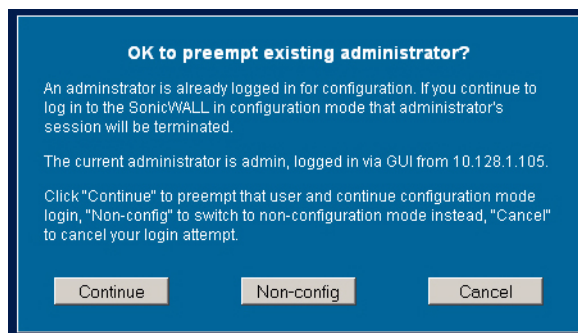 OK to preempt existing administrator?
An adminstrator is already logged in for configuration. If you continue to
log in to the SonicWALL in configuration mode that administrator's
session will be terminated.
The current administrator is admin, logged in via GUI from 10.128.1.105.
Click "Continue" to preempt that user and continue configuration mode
login, "Non-config" to switch to non-configuration mode instead, "Cancel"
to cancel your login attempt.
Continue Non-config Cancel